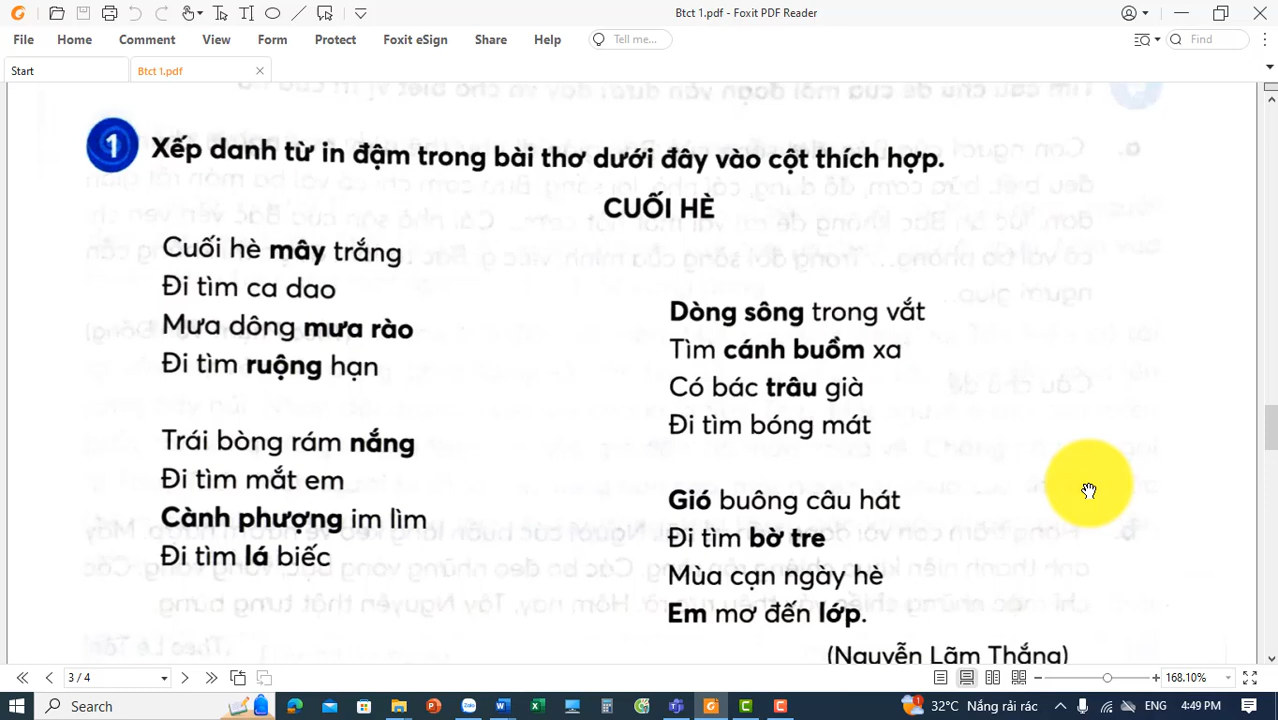 Btct 1.pdf - Foxit PDF Reader
File Home Comment View Form Protect Foxit eSign Share Help Tell me... Find
Start Btct 1.pdf
1 Xếp danh từ in đậm trong bài thơ dưới đây vào cột thích hợp.
CUỐI HÈ
Cuối hè mây trắng
Đi tìm ca dao
Mưa dông mưa rào
Đi tìm ruộng hạn
Trái bòng rám nắng
Đi tìm mắt em
Cành phượng im lìm
Đi tìm lá biếc
Dòng sông trong vắt
Tìm cánh buồm xa
Có bác trâu già
Đi tìm bóng mát
Gió buông câu hát
Đi tìm bờ tre
Mùa cạn ngày hè
Em mơ đến lớp.
(Nguyễn Lãm Thắng)
3 / 4 168.10%
Search 32°C Nắng rải rác 4:49 PM